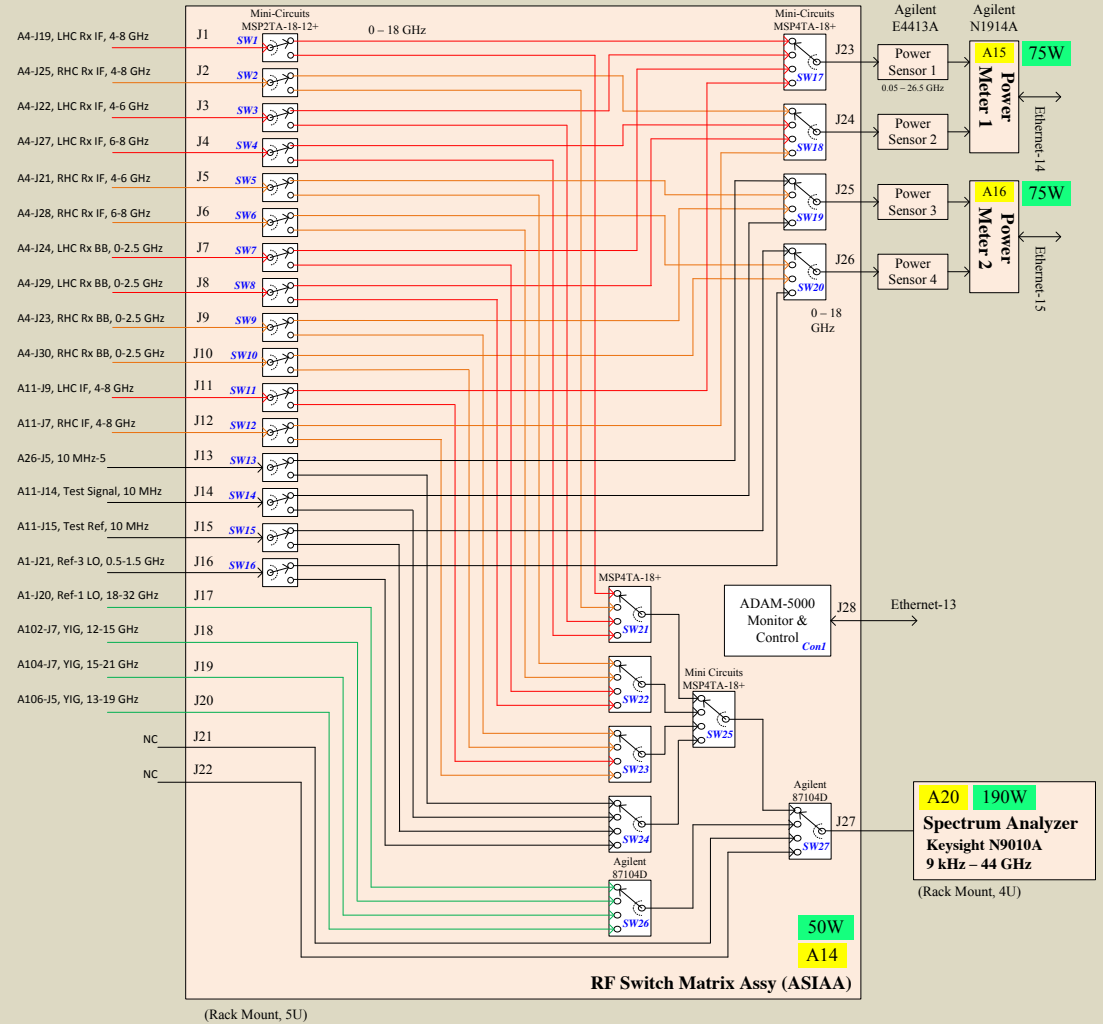 Mini-Circuits
MSP2TA-18-12+
0 – 18 GHz
Mini-Circuits
MSP4TA-18+
Agilent
E4413A
Agilent
N1914A
A4-J19, LHC Rx IF, 4-8 GHz
J1
SW1
A4-J25, RHC Rx IF, 4-8 GHz
J2
SW2
A4-J22, LHC Rx IF, 4-6 GHz
J3
SW3
A4-J27, LHC Rx IF, 6-8 GHz
J4
SW4
A4-J21, RHC Rx IF, 4-6 GHz
J5
SW5
A4-J28, RHC Rx IF, 6-8 GHz
J6
SW6
A4-J24, LHC Rx BB, 0-2.5 GHz
J7
SW7
A4-J29, LHC Rx BB, 0-2.5 GHz
J8
SW8
A4-J23, RHC Rx BB, 0-2.5 GHz
J9
SW9
A4-J30, RHC Rx BB, 0-2.5 GHz
J10
SW10
A11-J9, LHC IF, 4-8 GHz
J11
SW11
A11-J7, RHC IF, 4-8 GHz
J12
SW12
A26-J5, 10 MHz-5
J13
SW13
A11-J14, Test Signal, 10 MHz
J14
SW14
A11-J15, Test Ref, 10 MHz
J15
SW15
A1-J21, Ref-3 LO, 0.5-1.5 GHz
J16
SW16
A1-J20, Ref-1 LO, 18-32 GHz
J17
A102-J7, YIG, 12-15 GHz
J18
A104-J7, YIG, 15-21 GHz
J19
A106-J5, YIG, 13-19 GHz
J20
NC
J21
NC
J22
SW17
J23
Power
Sensor 1
0.05 – 26.5 GHz
A15
75W
Power
Meter 1
Ethernet-14
SW18
J24
Power
Sensor 2
SW19
J25
Power
Sensor 3
A16
75W
Power
Meter 2
Ethernet-15
SW20
J26
Power
Sensor 4
0 – 18
GHz
MSP4TA-18+
SW21
SW22
SW23
SW24
Agilent
87104D
SW26
Mini Circuits
MSP4TA-18+
SW25
ADAM-5000
Monitor &
Control
Con1
J28
Ethernet-13
Agilent
87104D
SW27
J27
A20
190W
Spectrum Analyzer
Keysight N9010A
9 kHz – 44 GHz
(Rack Mount, 4U)
50W
A14
RF Switch Matrix Assy (ASIAA)
(Rack Mount, 5U)